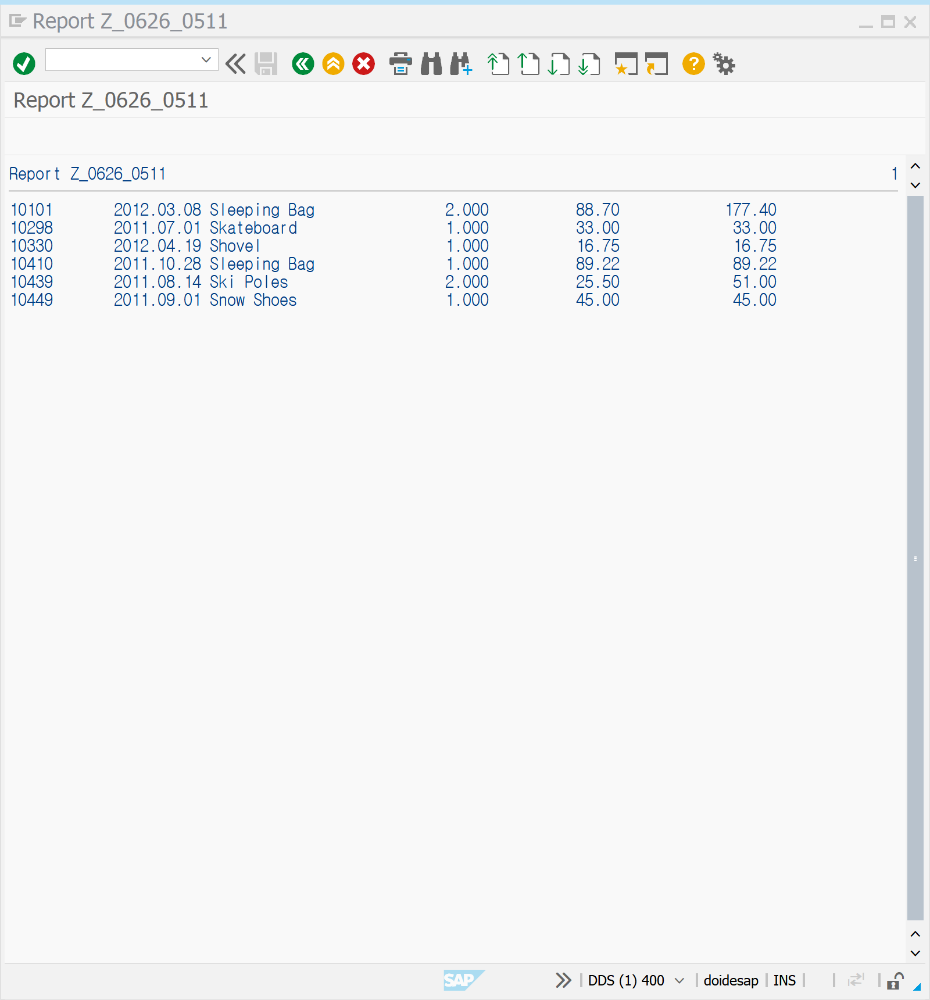 Report Z_0626_0511
Report Z_0626_0511
Report Z_0626_0511 1
10101 2012.03.08 Sleeping Bag 2.000 88.70 177.40
10298 2011.07.01 Skateboard 1.000 33.00 33.00
10330 2012.04.19 Shovel 1.000 16.75 16.75
10410 2011.10.28 Sleeping Bag 1.000 89.22 89.22
10439 2011.08.14 Ski Poles 2.000 25.50 51.00
10449 2011.09.01 Snow Shoes 1.000 45.00 45.00
SAP DDS (1) 400 doidesap INS